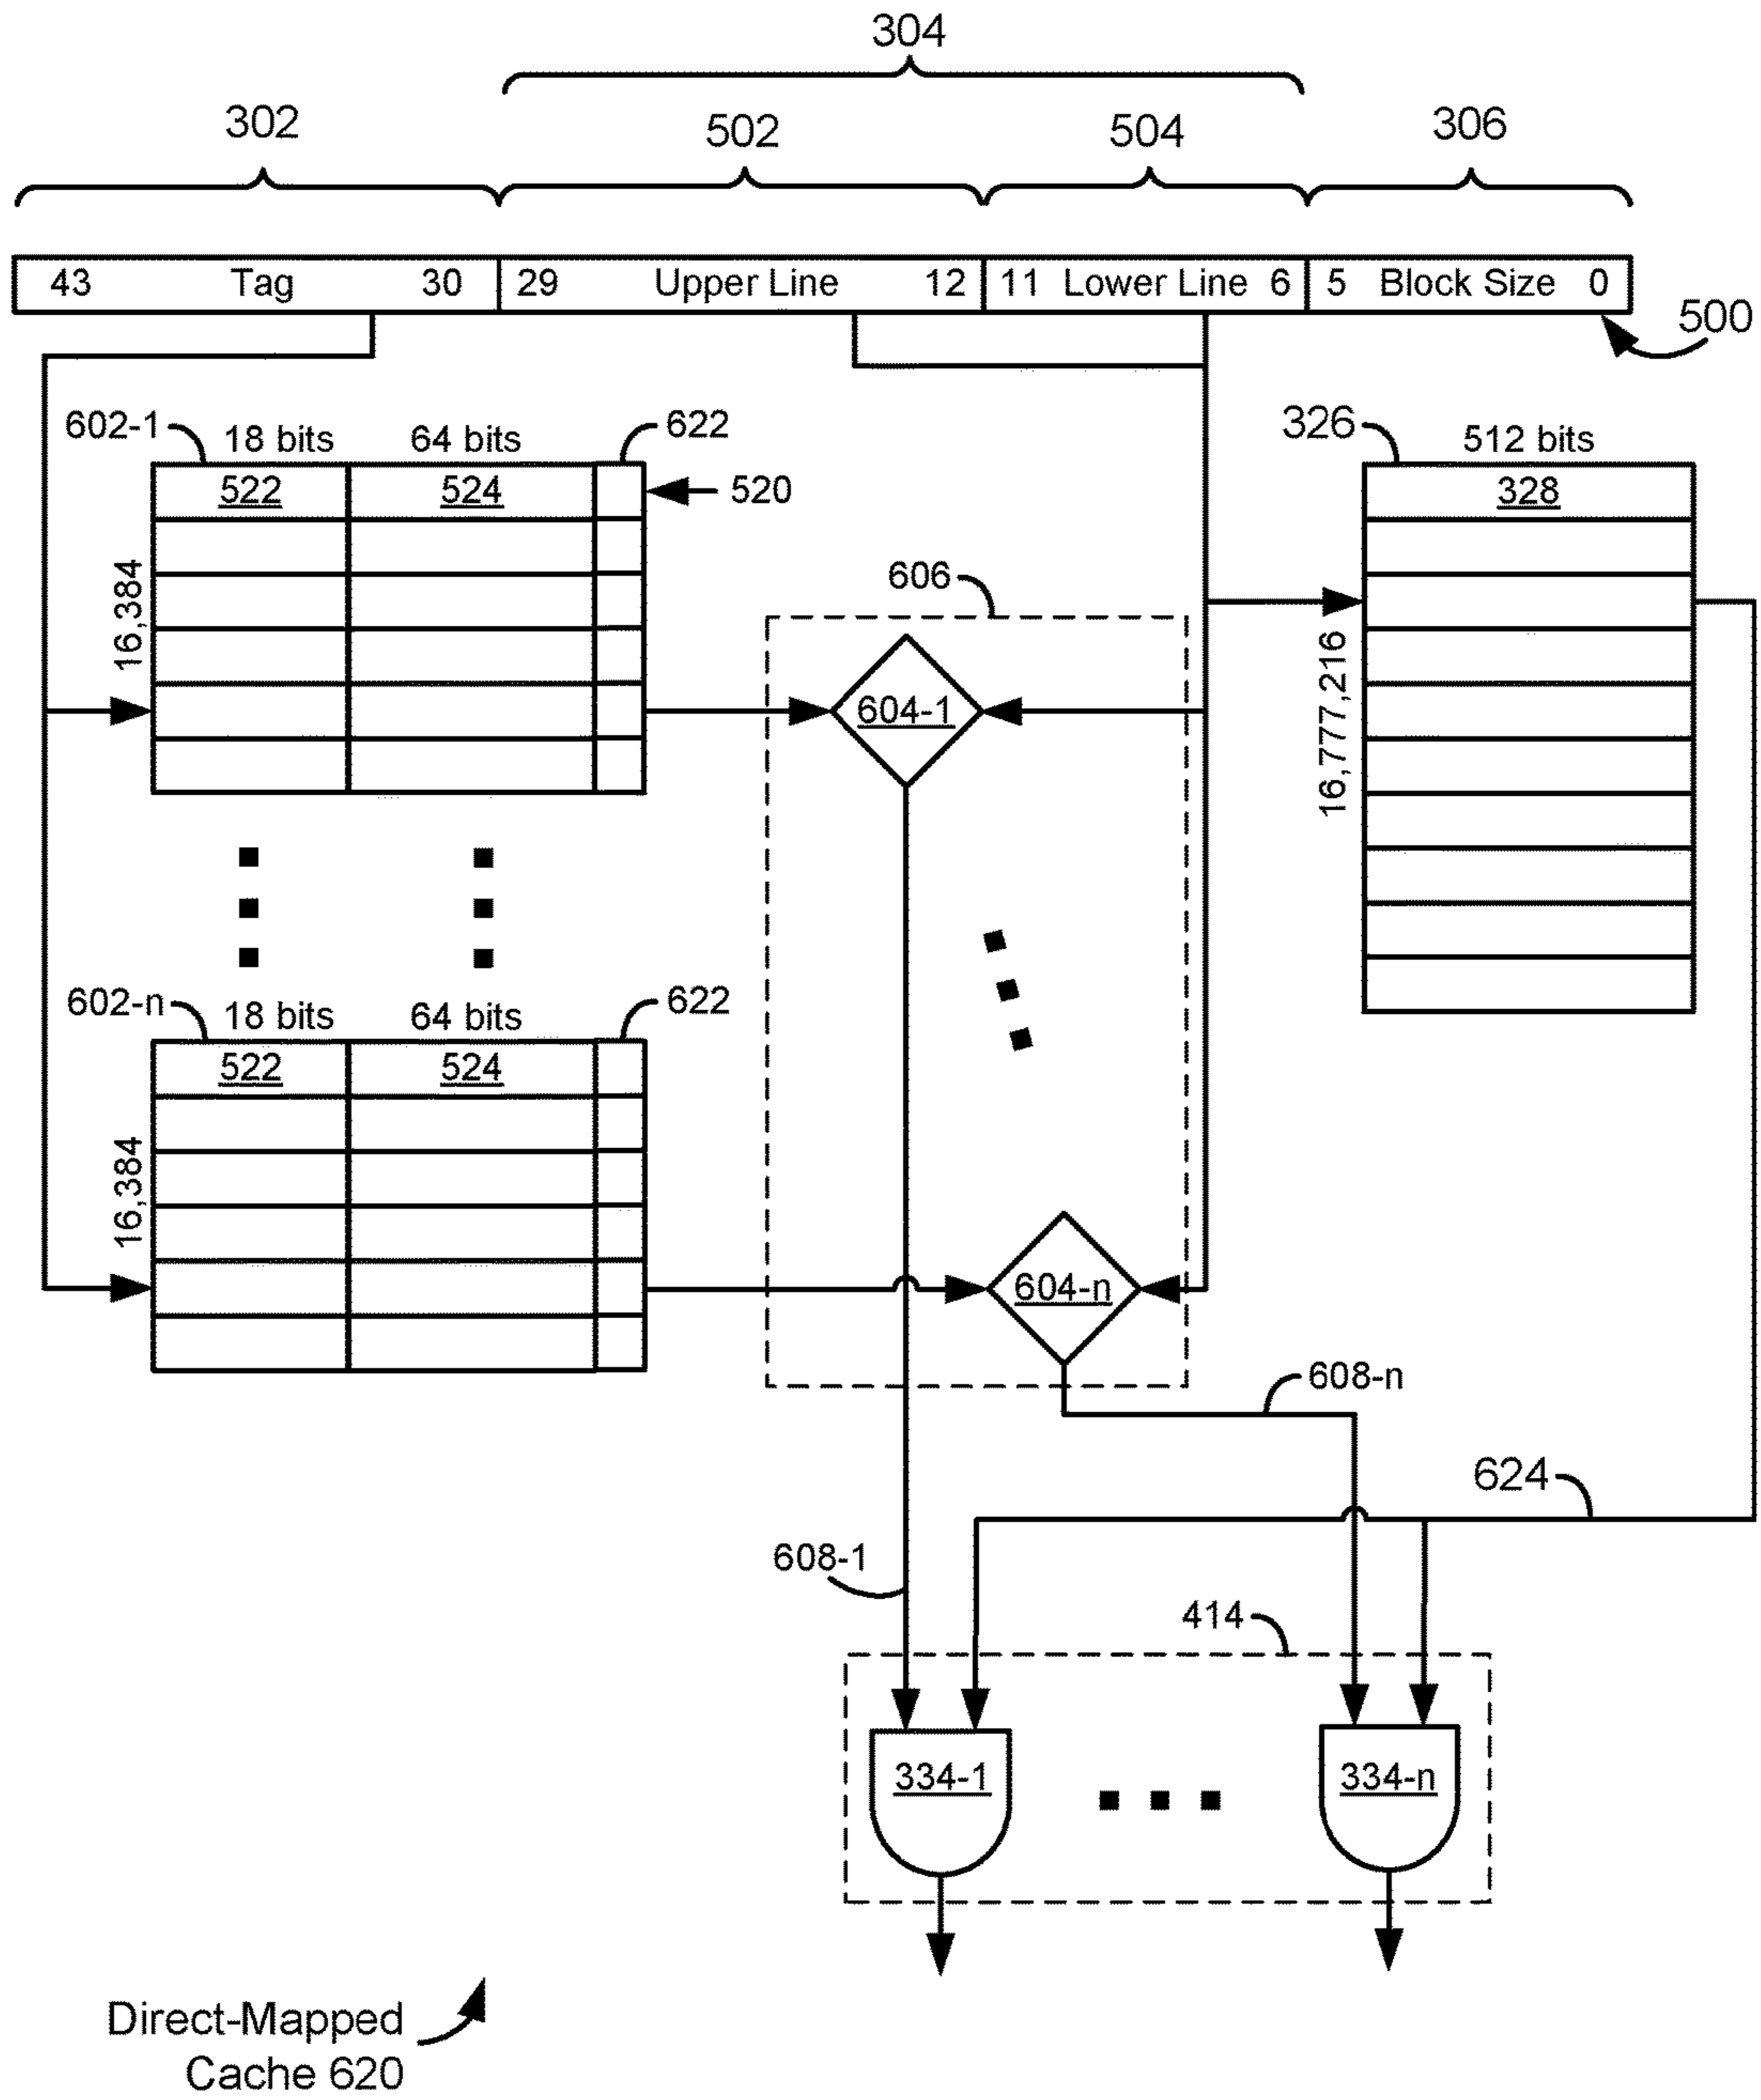 304
302 502 504 306
43 Tag 30 29 Upper Line 12 11 Lower Line 6 5 Block Size 0
500
602-1 18 bits 64 bits 622
326 512 bits
522 524 520
328
16,384
606
16,777,216
604-1
602-n 18 bits 64 bits 622
522 524
16,384
604-n
608-n
624
608-1
414
334-1 334-n
Direct-Mapped
Cache 620